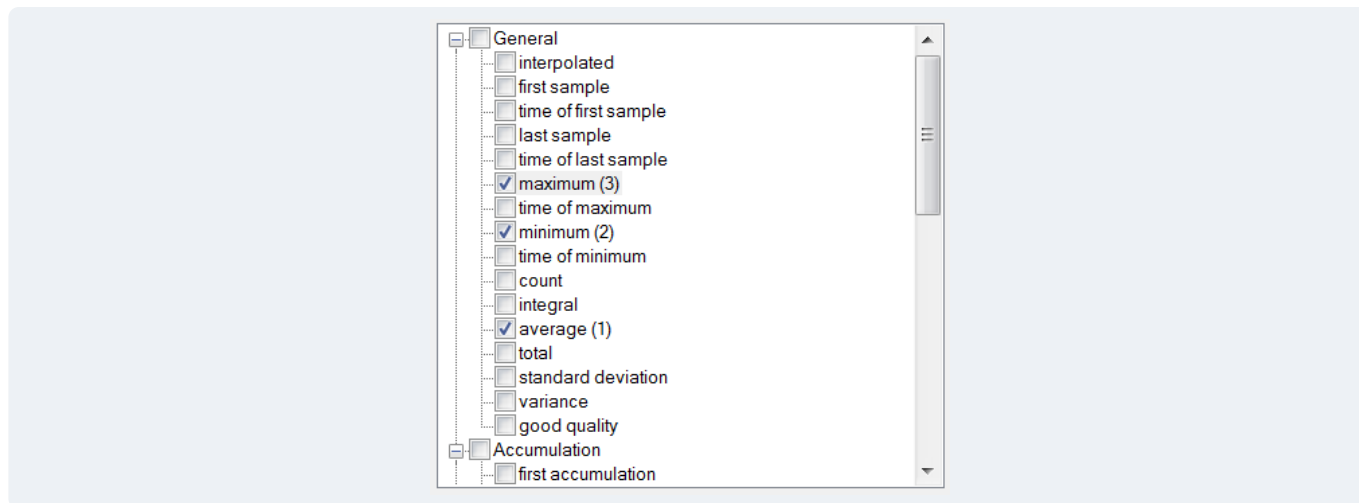 General
interpolated
first sample
time of first sample
last sample
time of last sample
maximum (3)
time of maximum
minimum (2)
time of minimum
count
integral
average (1)
total
standard deviation
variance
good quality
Accumulation
first accumulation